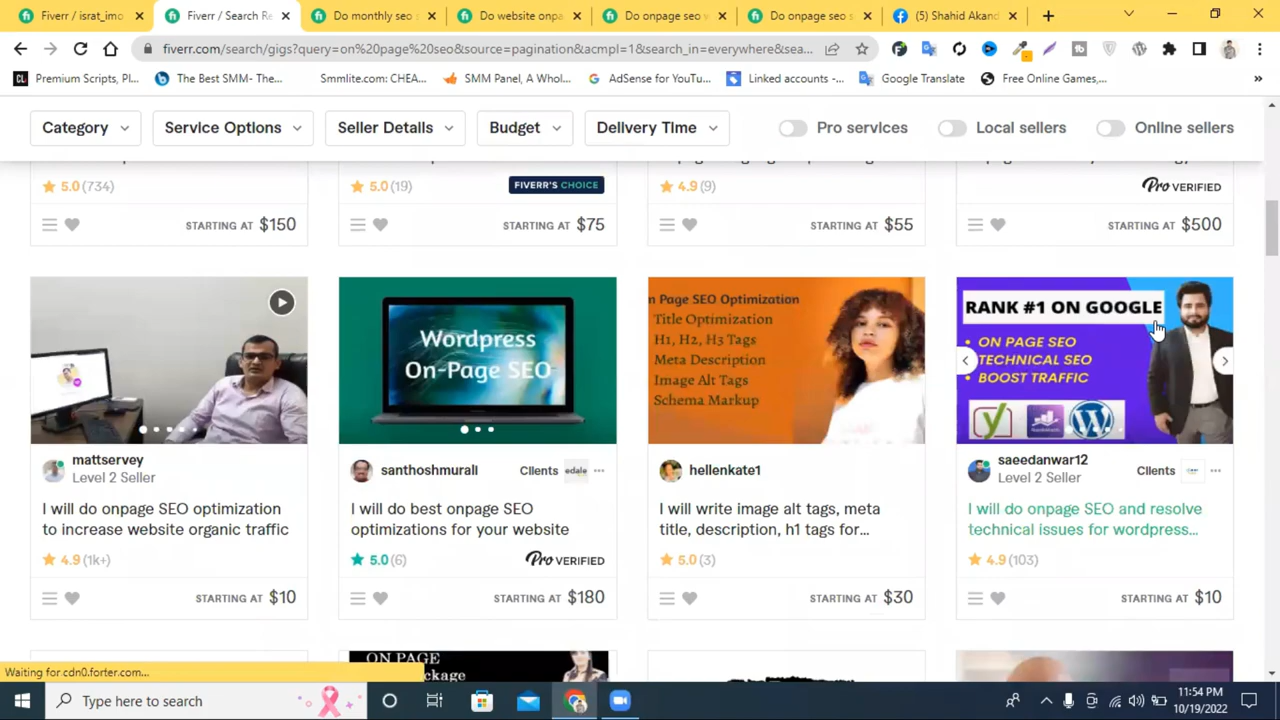 Fiverr / israt_imo
Fiverr / Search Re
Do monthly seo
Do website onpa
Do onpage seo w
Do onpage seo s
(5) Shahid Akand
fiverr.com/search/gigs?query=on%20page%20seo&source=pagination&acmpl=1&search_in=everywhere&sea...
Premium Scripts, Pl...
The Best SMM- The...
Smmlite.com: CHEA...
SMM Panel, A Whol...
AdSense for YouTu...
Linked accounts -...
Google Translate
Free Online Games,...
»
Category
Service Options
Seller Details
Budget
Delivery Time
Pro services
Local sellers
Online sellers
5.0 (734)
5.0 (19)
FIVERR'S CHOICE
4.9 (9)
Pro VERIFIED
STARTING AT $150
STARTING AT $75
STARTING AT $55
STARTING AT $500
Wordpress
On-Page SEO
n Page SEO Optimization
Title Optimization
H1, H2, H3 Tags
Meta Description
Image Alt Tags
Schema Markup
RANK #1 ON GOOGLE
• ON PAGE SEO
• TECHNICAL SEO
• BOOST TRAFFIC
mattservey
Level 2 Seller
santhoshmurali
Clients
edale
hellenkate1
saeedanwar12
Level 2 Seller
Clients
I will do onpage SEO optimization
to increase website organic traffic
I will do best onpage SEO
optimizations for your website
I will write image alt tags, meta
title, description, h1 tags for...
I will do onpage SEO and resolve
technical issues for wordpress...
4.9 (1k+)
5.0 (6)
Pro VERIFIED
5.0 (3)
4.9 (103)
STARTING AT $10
STARTING AT $180
STARTING AT $30
STARTING AT $10
ON PAGE
ckage
Waiting for cdn0.forter.com...
Type here to search
11:54 PM
10/19/2022